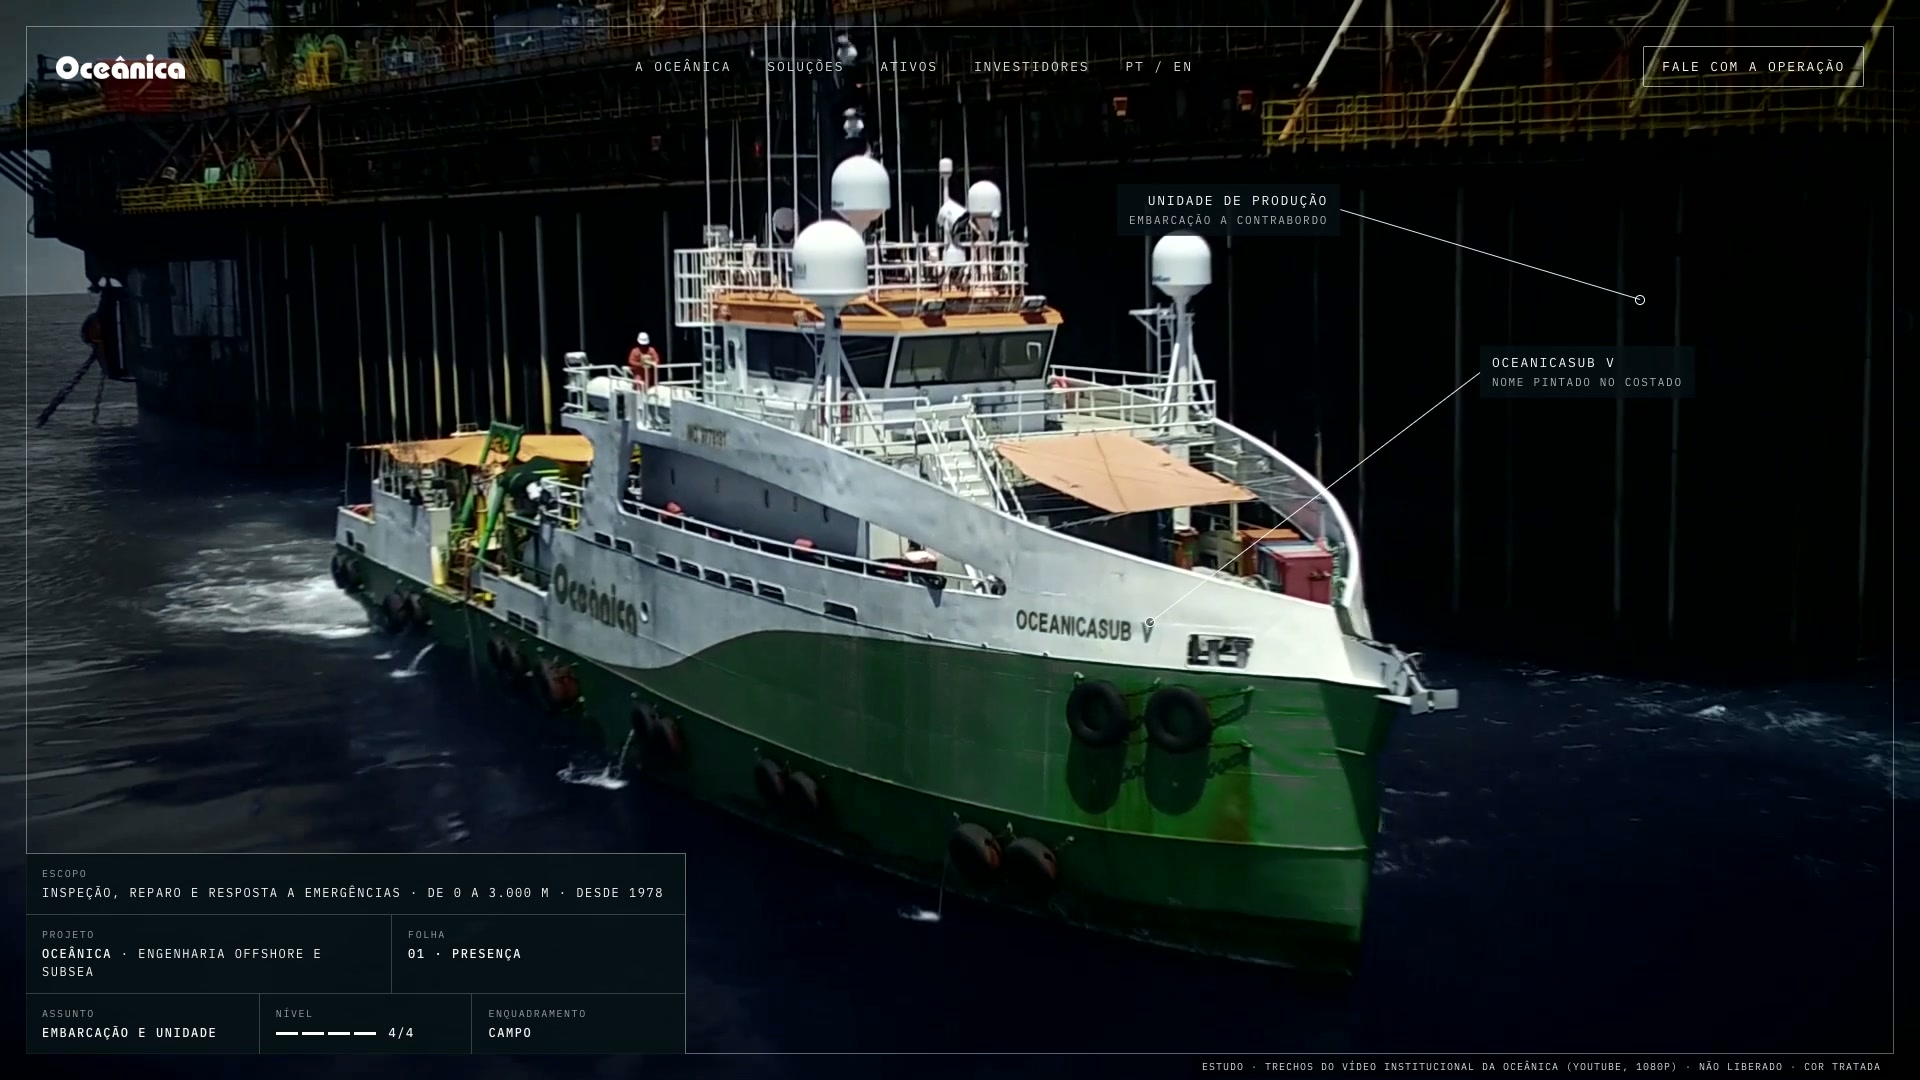 Oceânica
A OCEÂNICA
SOLUÇÕES
ATIVOS
INVESTIDORES
PT / EN
FALE COM A OPERAÇÃO
UNIDADE DE PRODUÇÃO
EMBARCAÇÃO A CONTRABORDO
OCEANICASUB V
NOME PINTADO NO COSTADO
Oceânica
OCEANICASUB V
ESCOPO
INSPEÇÃO, REPARO E RESPOSTA A EMERGÊNCIAS · DE 0 A 3.000 M · DESDE 1978
PROJETO
OCEÂNICA · ENGENHARIA OFFSHORE E
SUBSEA
FOLHA
01 · PRESENÇA
ASSUNTO
EMBARCAÇÃO E UNIDADE
NÍVEL
4/4
ENQUADRAMENTO
CAMPO
ESTUDO · TRECHOS DO VÍDEO INSTITUCIONAL DA OCEÂNICA (YOUTUBE, 1080P) · NÃO LIBERADO · COR TRATADA